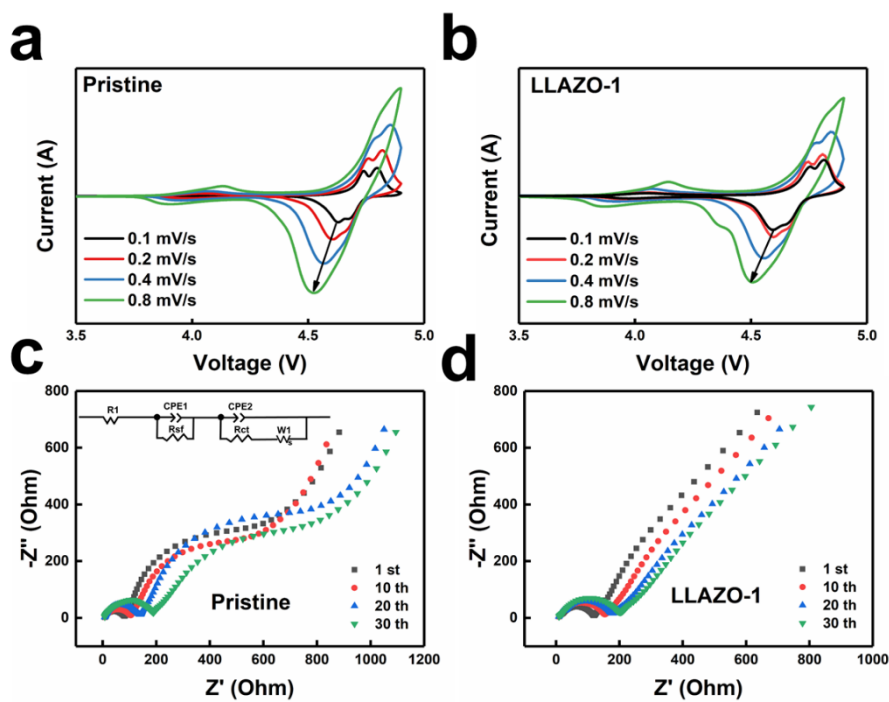 a
Pristine
Current (A)
0.1 mV/s
0.2 mV/s
0.4 mV/s
0.8 mV/s
3.5 4.0 4.5 5.0
Voltage (V)
b
LLAZO-1
Current (A)
0.1 mV/s
0.2 mV/s
0.4 mV/s
0.8 mV/s
3.5 4.0 4.5 5.0
Voltage (V)
c
-Z" (Ohm)
800
600
400
200
0
R1 CPE1 CPE2
Rsf Rct W1
s
1 st
10 th
20 th
30 th
Pristine
0 200 400 600 800 1000 1200
Z' (Ohm)
d
-Z" (Ohm)
800
600
400
200
0
1 st
10 th
20 th
30 th
LLAZO-1
0 200 400 600 800 1000
Z' (Ohm)